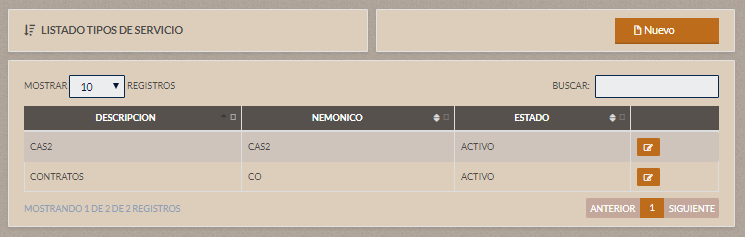 LISTADO TIPOS DE SERVICIO
Nuevo
MOSTRAR 10 REGISTROS
BUSCAR:
DESCRIPCION NEMONICO ESTADO
CAS2 CAS2 ACTIVO
CONTRATOS CO ACTIVO
MOSTRANDO 1 DE 2 DE 2 REGISTROS
ANTERIOR 1 SIGUIENTE